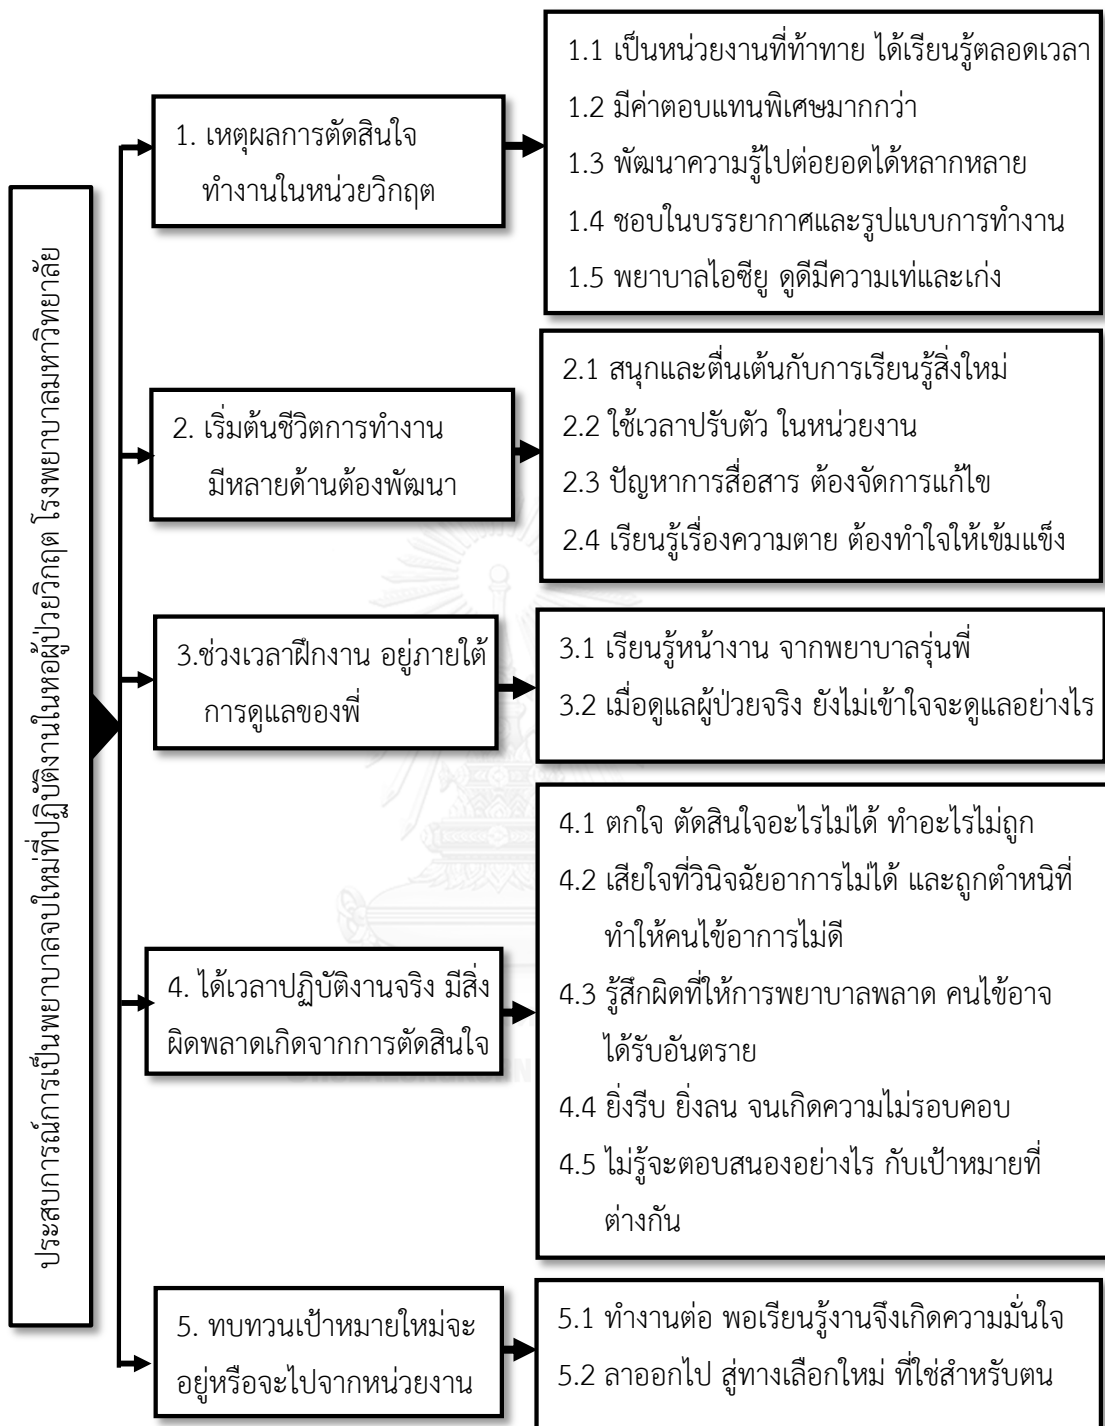 ประสบการณ์การเป็นพยาบาลจบใหม่ที่ปฏิบัติงานในหอผู้ป่วยวิกฤต โรงพยาบาลมหาวิทยาลัย
1. เหตุผลการตัดสินใจ
ทำงานในหน่วยวิกฤต
1.1 เป็นหน่วยงานที่ท้าทาย ได้เรียนรู้ตลอดเวลา
1.2 มีค่าตอบแทนพิเศษมากกว่า
1.3 พัฒนาความรู้ไปต่อยอดได้หลากหลาย
1.4 ชอบในบรรยากาศและรูปแบบการทำงาน
1.5 พยาบาลไอซียู ดูดีมีความเท่และเก่ง
2. เริ่มต้นชีวิตการทำงาน
มีหลายด้านต้องพัฒนา
2.1 สนุกและตื่นเต้นกับการเรียนรู้สิ่งใหม่
2.2 ใช้เวลาปรับตัว ในหน่วยงาน
2.3 ปัญหาการสื่อสาร ต้องจัดการแก้ไข
2.4 เรียนรู้เรื่องความตาย ต้องทำใจให้เข้มแข็ง
3.ช่วงเวลาฝึกงาน อยู่ภายใต้
การดูแลของพี่
3.1 เรียนรู้หน้างาน จากพยาบาลรุ่นพี่
3.2 เมื่อดูแลผู้ป่วยจริง ยังไม่เข้าใจจะดูแลอย่างไร
4. ได้เวลาปฏิบัติงานจริง มีสิ่ง
ผิดพลาดเกิดจากการตัดสินใจ
4.1 ตกใจ ตัดสินใจอะไรไม่ได้ ทำอะไรไม่ถูก
4.2 เสียใจที่วินิจฉัยอาการไม่ได้ และถูกตำหนิที่
ทำให้คนไข้อาการไม่ดี
4.3 รู้สึกผิดที่ให้การพยาบาลพลาด คนไข้อาจ
ได้รับอันตราย
4.4 ยิ่งรีบ ยิ่งลน จนเกิดความไม่รอบคอบ
4.5 ไม่รู้จะตอบสนองอย่างไร กับเป้าหมายที่
ต่างกัน
5. ทบทวนเป้าหมายใหม่จะ
อยู่หรือจะไปจากหน่วยงาน
5.1 ทำงานต่อ พอเรียนรู้งานจึงเกิดความมั่นใจ
5.2 ลาออกไป สู่ทางเลือกใหม่ ที่ใช่สำหรับตน